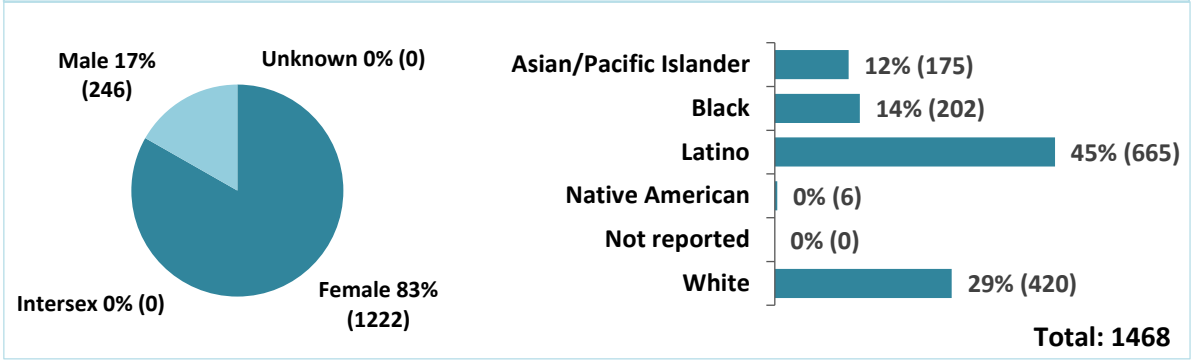 Male 17%
(246)
Unknown 0% (0)
Intersex 0% (0)
Female 83%
(1222)
Asian/Pacific Islander 12% (175)
Black 14% (202)
Latino 45% (665)
Native American 0% (6)
Not reported 0% (0)
White 29% (420)
Total: 1468